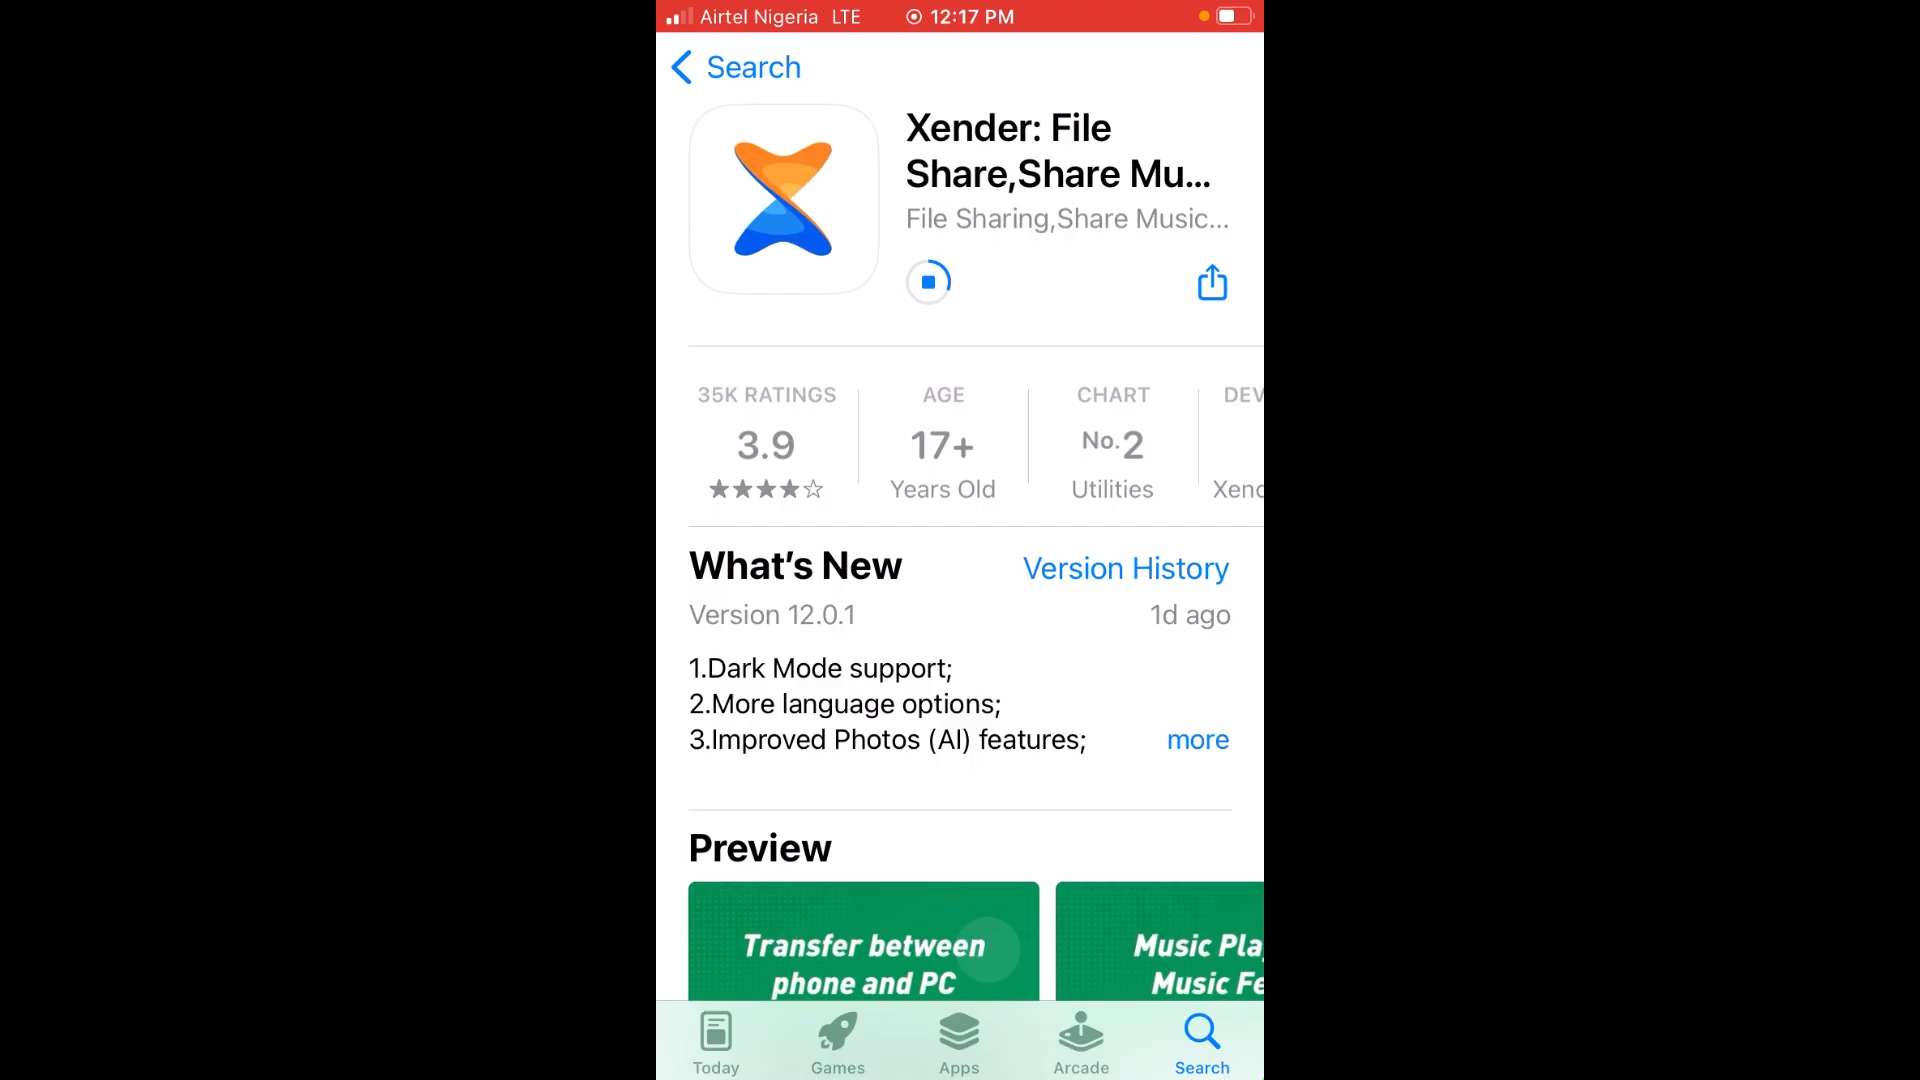 Airtel Nigeria LTE 12:17 PM
Search
Xender: File
Share,Share Mu...
File Sharing,Share Music...
35K RATINGS AGE CHART DEV
3.9 17+ No.2
Years Old Utilities Xend
What's New Version History
Version 12.0.1 1d ago
1.Dark Mode support;
2.More language options;
3.Improved Photos (AI) features; more
Preview
Transfer between
phone and PC
Music Play
Music Fe
Today Games Apps Arcade Search